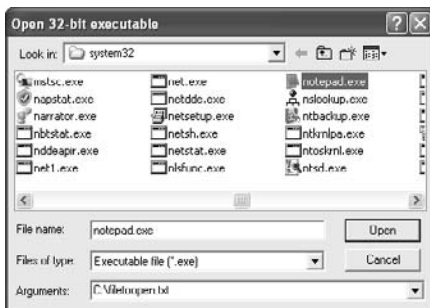 Open 32-bit executable
Look in: system32
mstsc.exe net.exe notepad.exe
napstat.exe netdde.exe nslookup.exe
narrator.exe netsetup.exe ntbackup.exe
nbtstat.exe netsh.exe ntkrnlpa.exe
nddeapir.exe netstat.exe ntoskrnl.exe
net1.exe nlsfunc.exe ntsd.exe
File name: notepad.exe Open
Files of type: Executable file (*.exe) Cancel
Arguments: C:\filetoopen.txt